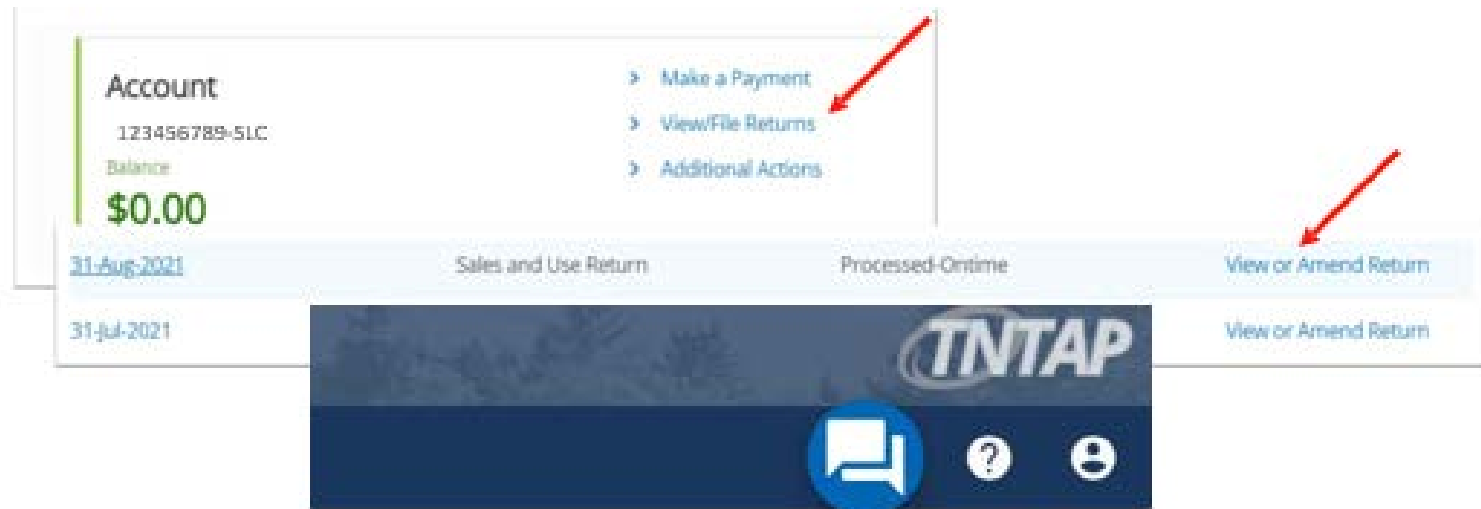 Account
> Make a Payment
123456789-SLC
> View/File Returns
Balance
> Additional Actions
$0.00
31-Aug-2021 Sales and Use Return Processed-Ontime View or Amend Return
31-Jul-2021 View or Amend Return
TNTAP
?